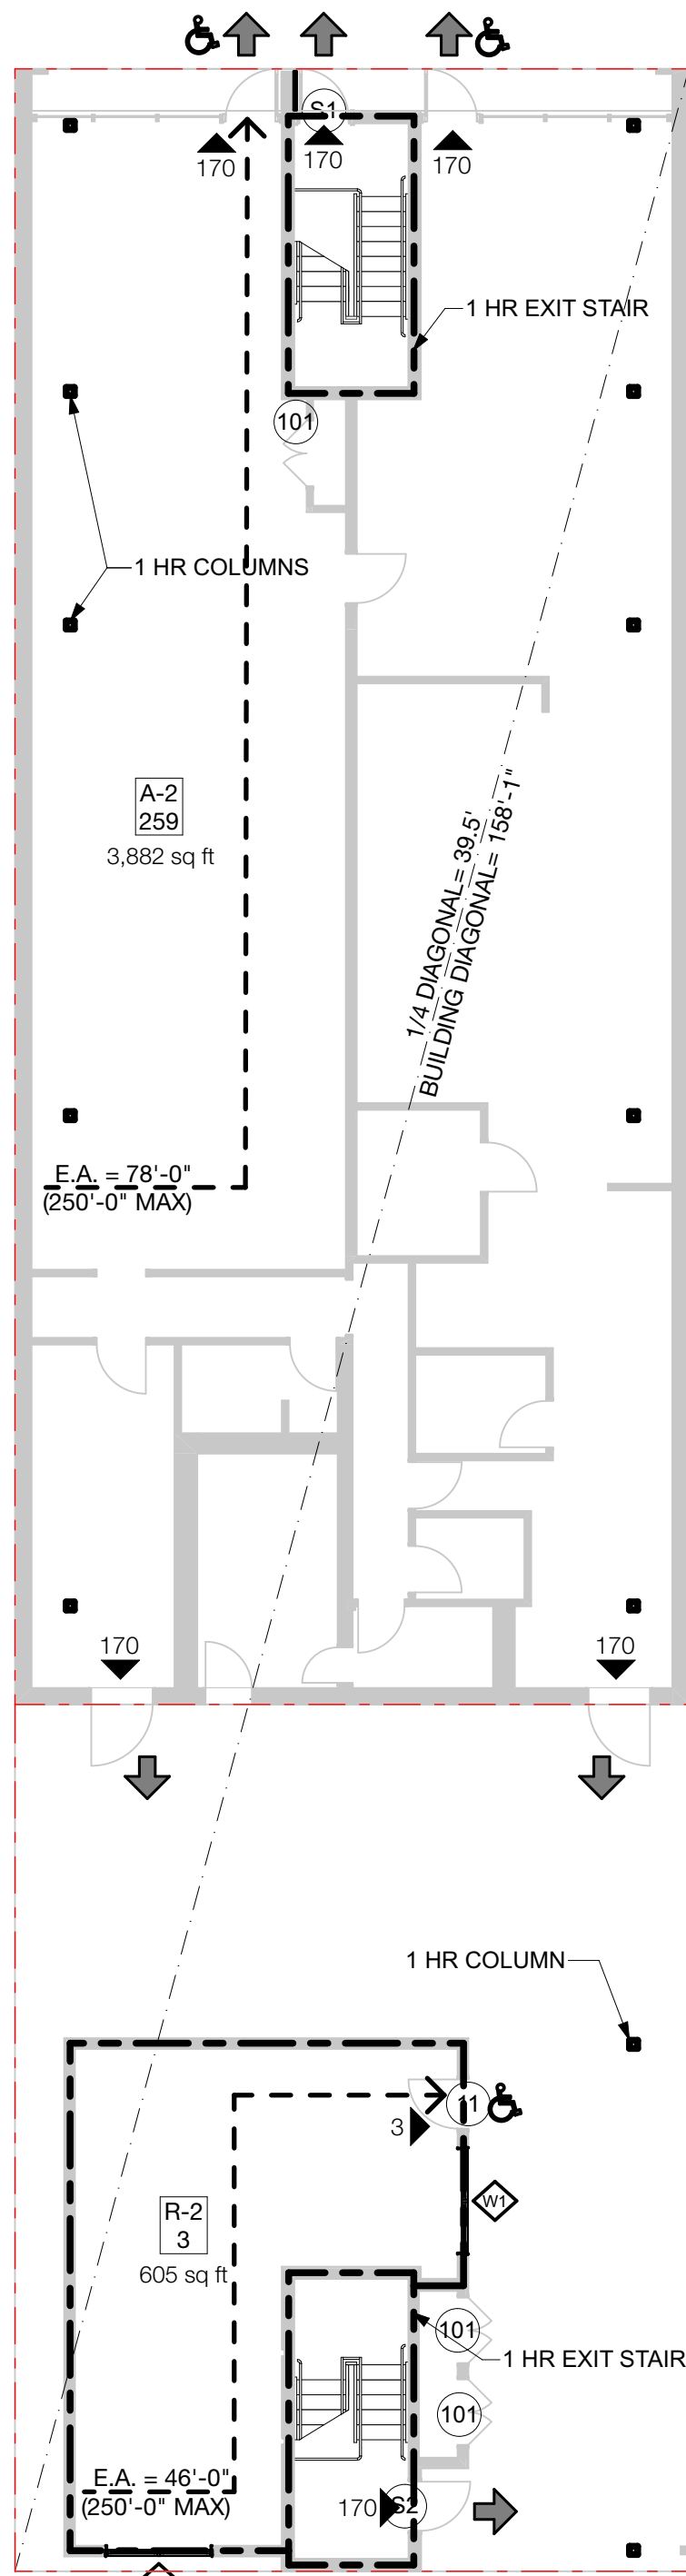 S1
170
170
170
1 HR EXIT STAIR
101
1 HR COLUMNS
A-2
259
3,882 sq ft
1/4 DIAGONAL= 39.5'
BUILDING DIAGONAL= 158'-1"
E.A. = 78'-0"
(250'-0" MAX)
170
170
1 HR COLUMN
11
3
W1
R-2
3
605 sq ft
101
1 HR EXIT STAIR
101
E.A. = 46'-0"
(250'-0" MAX)
170
S2